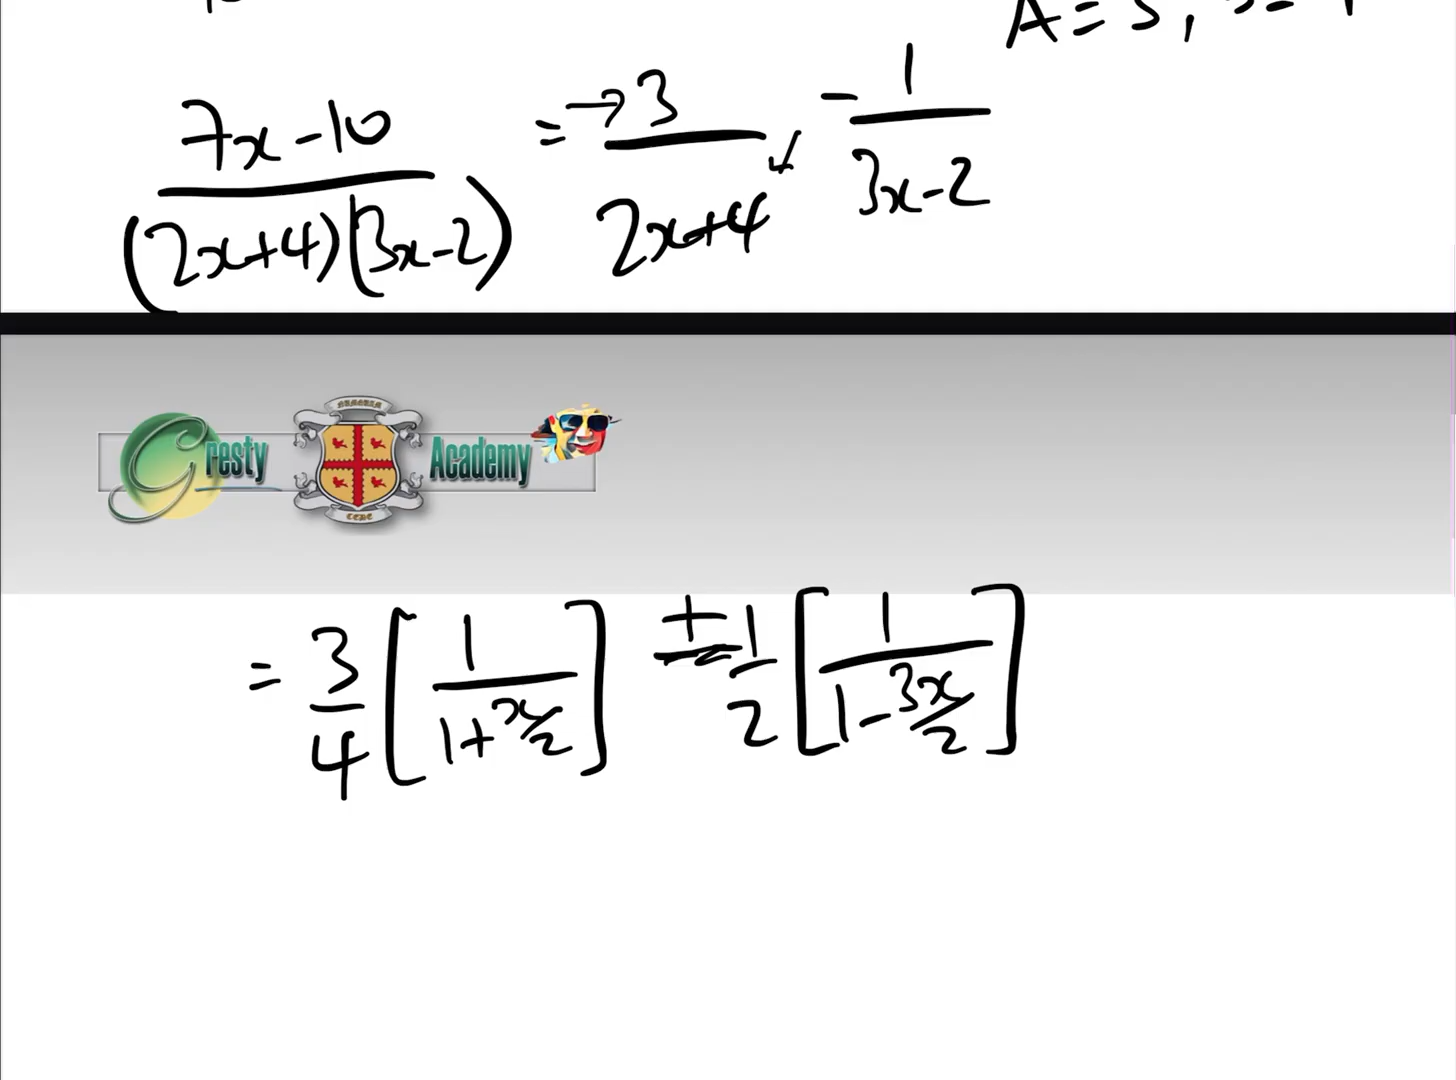 A = 3,
7x-10 / (2x+4)(3x-2) = 3 / 2x+4 - 1 / 3x-2
Gresty Academy
= 3/4 [ 1 / 1+x/2 ] + 1/2 [ 1 / 1-3x/2 ]